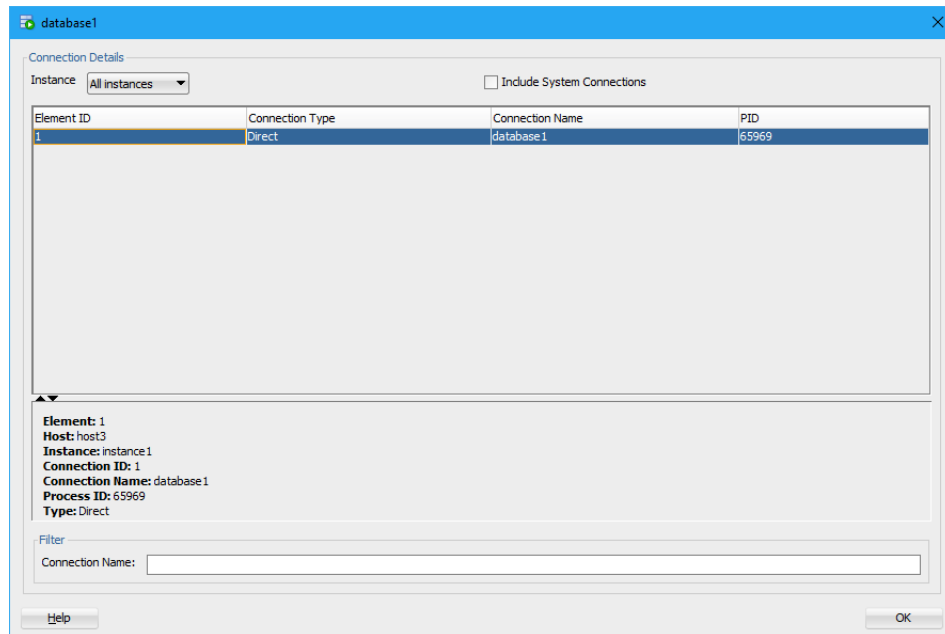 database1
Connection Details
Instance All instances Include System Connections
Element ID Connection Type Connection Name PID
1 Direct database1 65969
Element: 1
Host: host3
Instance: instance1
Connection ID: 1
Connection Name: database1
Process ID: 65969
Type: Direct
Filter
Connection Name:
Help OK